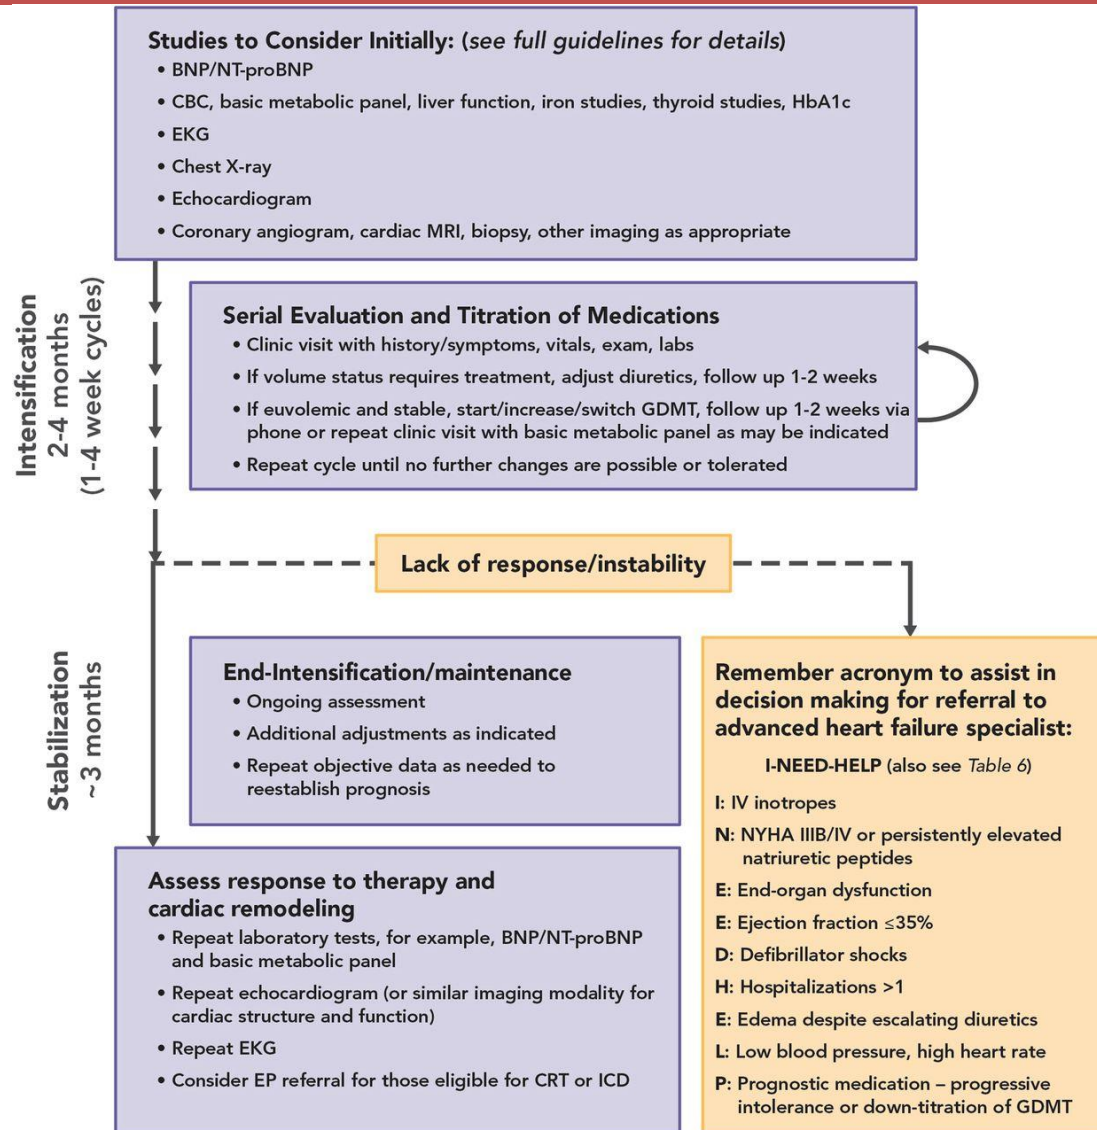 Studies to Consider Initially: (see full guidelines for details)
• BNP/NT-proBNP
• CBC, basic metabolic panel, liver function, iron studies, thyroid studies, HbA1c
• EKG
• Chest X-ray
• Echocardiogram
• Coronary angiogram, cardiac MRI, biopsy, other imaging as appropriate
Intensification
2-4 months
(1-4 week cycles)
Serial Evaluation and Titration of Medications
• Clinic visit with history/symptoms, vitals, exam, labs
• If volume status requires treatment, adjust diuretics, follow up 1-2 weeks
• If euvolemic and stable, start/increase/switch GDMT, follow up 1-2 weeks via
phone or repeat clinic visit with basic metabolic panel as may be indicated
• Repeat cycle until no further changes are possible or tolerated
Lack of response/instability
Stabilization
~3 months
End-Intensification/maintenance
• Ongoing assessment
• Additional adjustments as indicated
• Repeat objective data as needed to
reestablish prognosis
Assess response to therapy and
cardiac remodeling
• Repeat laboratory tests, for example, BNP/NT-proBNP
and basic metabolic panel
• Repeat echocardiogram (or similar imaging modality for
cardiac structure and function)
• Repeat EKG
• Consider EP referral for those eligible for CRT or ICD
Remember acronym to assist in
decision making for referral to
advanced heart failure specialist:
I-NEED-HELP (also see Table 6)
I: IV inotropes
N: NYHA IIIB/IV or persistently elevated
natriuretic peptides
E: End-organ dysfunction
E: Ejection fraction ≤35%
D: Defibrillator shocks
H: Hospitalizations >1
E: Edema despite escalating diuretics
L: Low blood pressure, high heart rate
P: Prognostic medication – progressive
intolerance or down-titration of GDMT